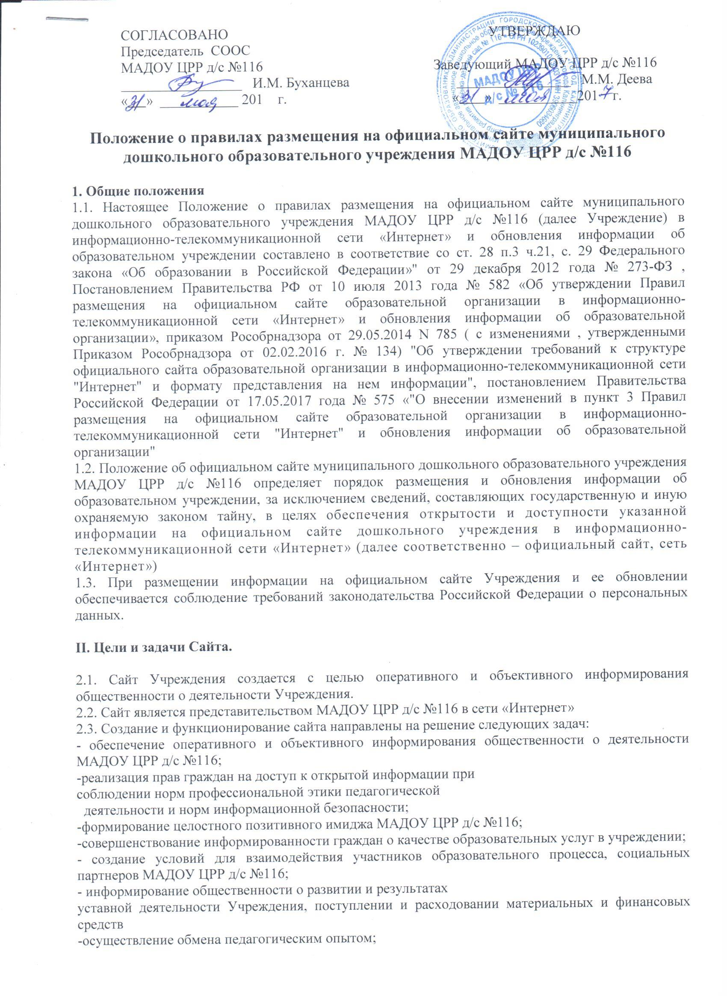 СОГЛАСОВАНО
Председатель СООС
МАДОУ ЦРР д/с №116
И.М. Буханцева
«31» мая 201 г.
УТВЕРЖДАЮ
Заведующий МАДОУ ЦРР д/с №116
М.М. Деева
«31» мая 2017 г.
МАДОУ ЦРР
д/с № 116
Положение о правилах размещения на официальном сайте муниципального
дошкольного образовательного учреждения МАДОУ ЦРР д/с №116
1. Общие положения
1.1. Настоящее Положение о правилах размещения на официальном сайте муниципального
дошкольного образовательного учреждения МАДОУ ЦРР д/с №116 (далее Учреждение) в
информационно-телекоммуникационной сети «Интернет» и обновления информации об
образовательном учреждении составлено в соответствие со ст. 28 п.3 ч.21, с. 29 Федерального
закона «Об образовании в Российской Федерации»" от 29 декабря 2012 года № 273-ФЗ ,
Постановлением Правительства РФ от 10 июля 2013 года № 582 «Об утверждении Правил
размещения на официальном сайте образовательной организации в информационно-
телекоммуникационной сети «Интернет» и обновления информации об образовательной
организации», приказом Рособрнадзора от 29.05.2014 N 785 ( с изменениями , утвержденными
Приказом Рособрнадзора от 02.02.2016 г. № 134) "Об утверждении требований к структуре
официального сайта образовательной организации в информационно-телекоммуникационной сети
"Интернет" и формату представления на нем информации", постановлением Правительства
Российской Федерации от 17.05.2017 года № 575 «"О внесении изменений в пункт 3 Правил
размещения на официальном сайте образовательной организации в информационно-
телекоммуникационной сети "Интернет" и обновления информации об образовательной
организации"
1.2. Положение об официальном сайте муниципального дошкольного образовательного учреждения
МАДОУ ЦРР д/с №116 определяет порядок размещения и обновления информации об
образовательном учреждении, за исключением сведений, составляющих государственную и иную
охраняемую законом тайну, в целях обеспечения открытости и доступности указанной
информации на официальном сайте дошкольного учреждения в информационно-
телекоммуникационной сети «Интернет» (далее соответственно – официальный сайт, сеть
«Интернет»)
1.3. При размещении информации на официальном сайте Учреждения и ее обновлении
обеспечивается соблюдение требований законодательства Российской Федерации о персональных
данных.
II. Цели и задачи Сайта.
2.1. Сайт Учреждения создается с целью оперативного и объективного информирования
общественности о деятельности Учреждения.
2.2. Сайт является представительством МАДОУ ЦРР д/с №116 в сети «Интернет»
2.3. Создание и функционирование сайта направлены на решение следующих задач:
- обеспечение оперативного и объективного информирования общественности о деятельности
МАДОУ ЦРР д/с №116;
-реализация прав граждан на доступ к открытой информации при
соблюдении норм профессиональной этики педагогической
деятельности и норм информационной безопасности;
-формирование целостного позитивного имиджа МАДОУ ЦРР д/с №116;
-совершенствование информированности граждан о качестве образовательных услуг в учреждении;
- создание условий для взаимодействия участников образовательного процесса, социальных
партнеров МАДОУ ЦРР д/с №116;
- информирование общественности о развитии и результатах
уставной деятельности Учреждения, поступлении и расходовании материальных и финансовых
средств
-осуществление обмена педагогическим опытом;